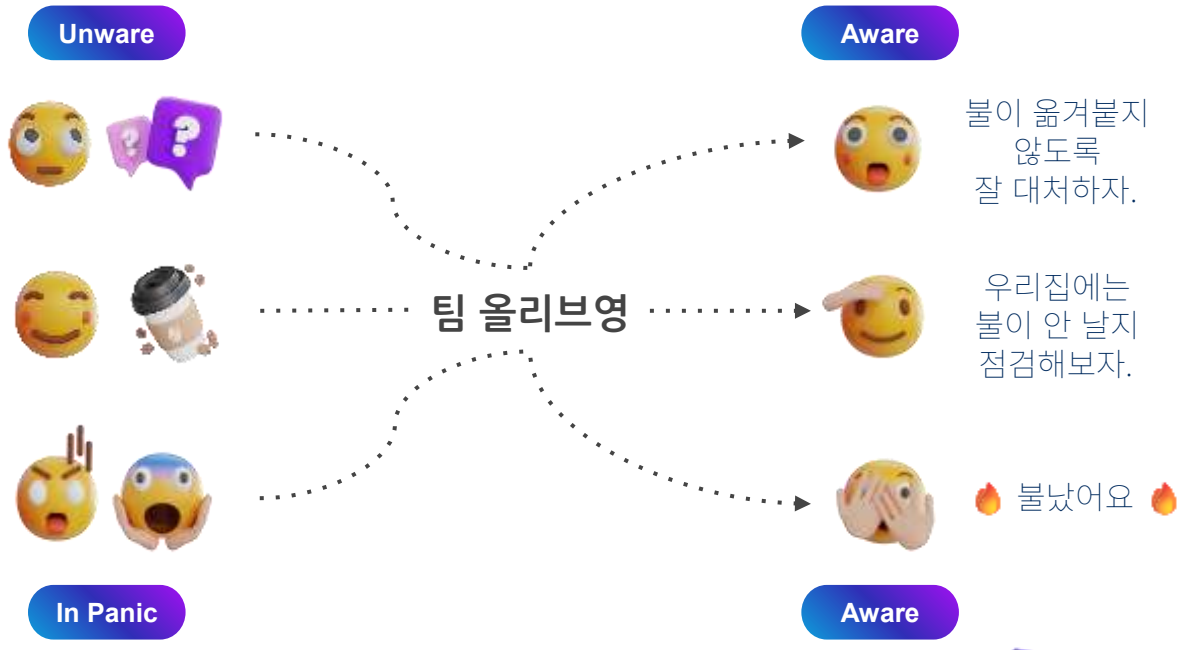 Unware
Aware
?
?
불이 옮겨붙지
않도록
잘 대처하자.
팀 올리브영
우리집에는
불이 안 날지
점검해보자.
🔥 불났어요 🔥
In Panic
Aware